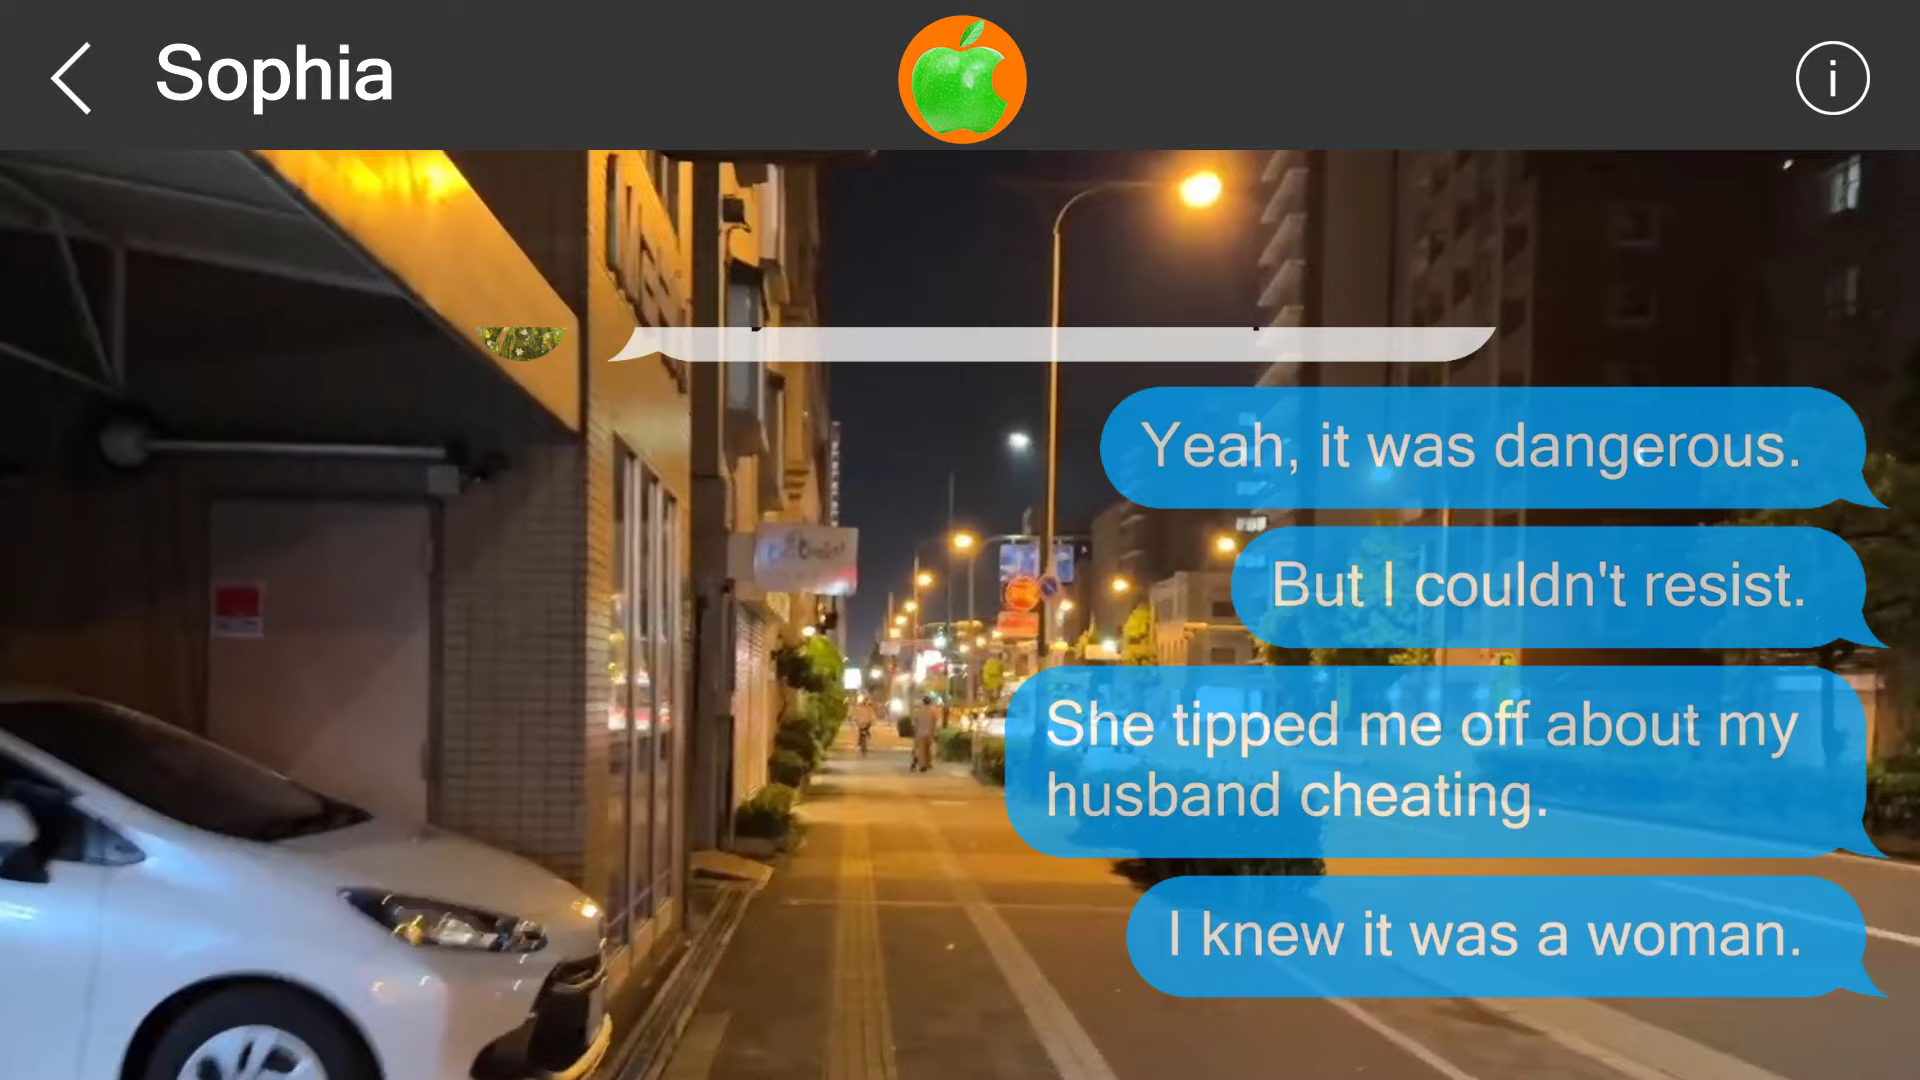 Sophia
Yeah, it was dangerous.
But I couldn't resist.
She tipped me off about my
husband cheating.
I knew it was a woman.